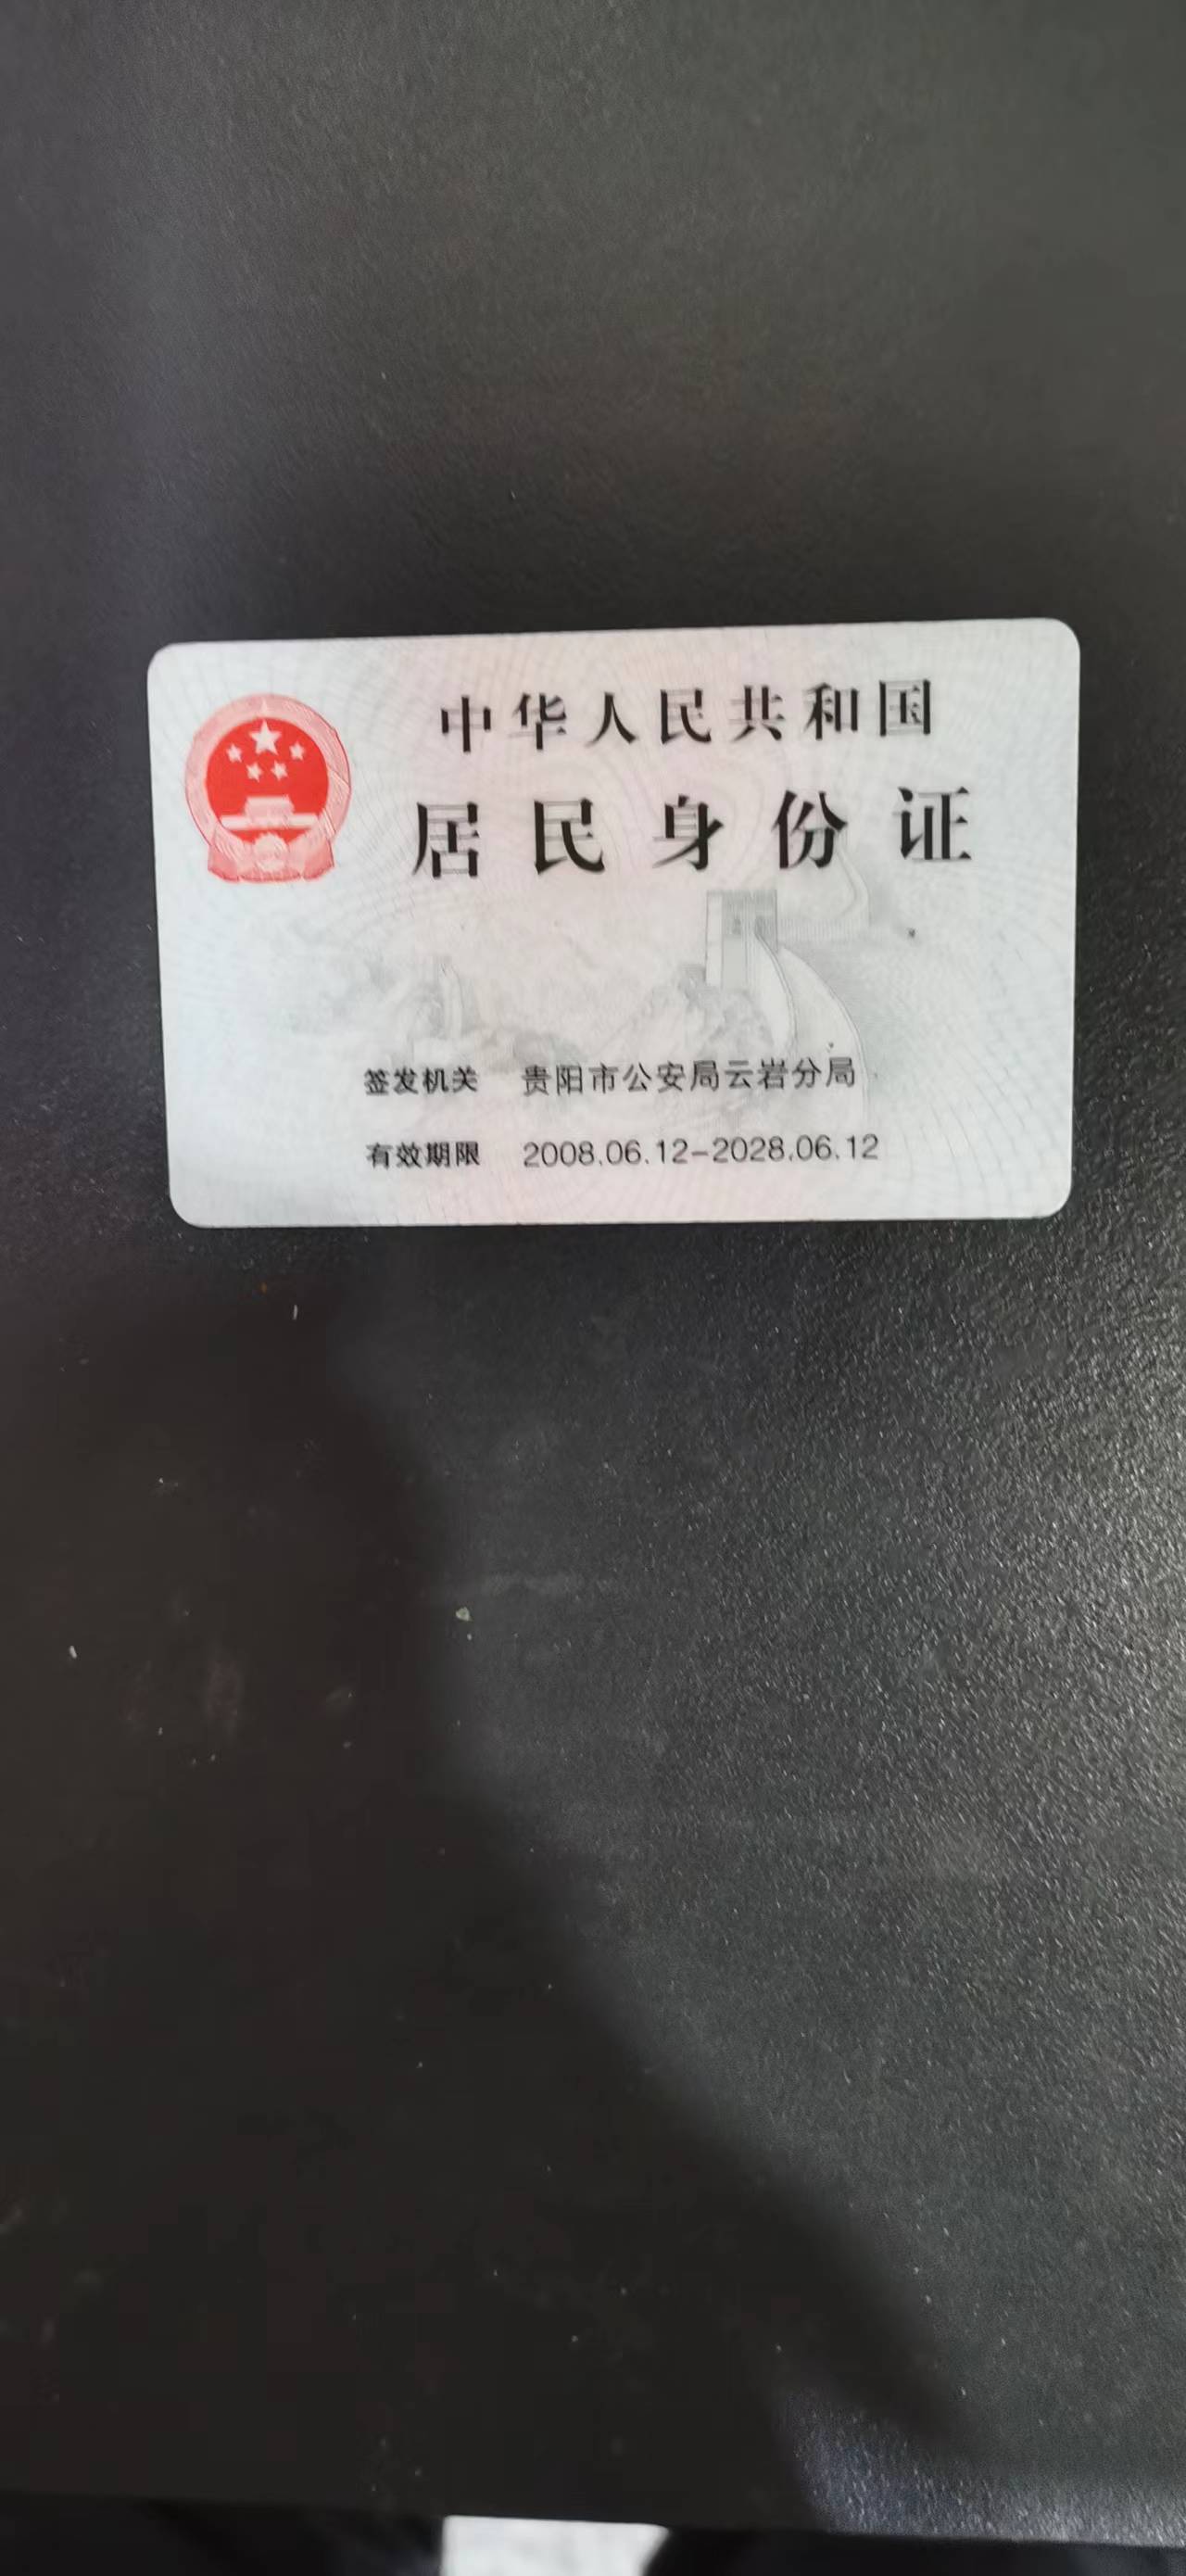 中华人民共和国
居民身份证
签发机关 贵阳市公安局云岩分局
有效期限 2008.06.12-2028.06.12